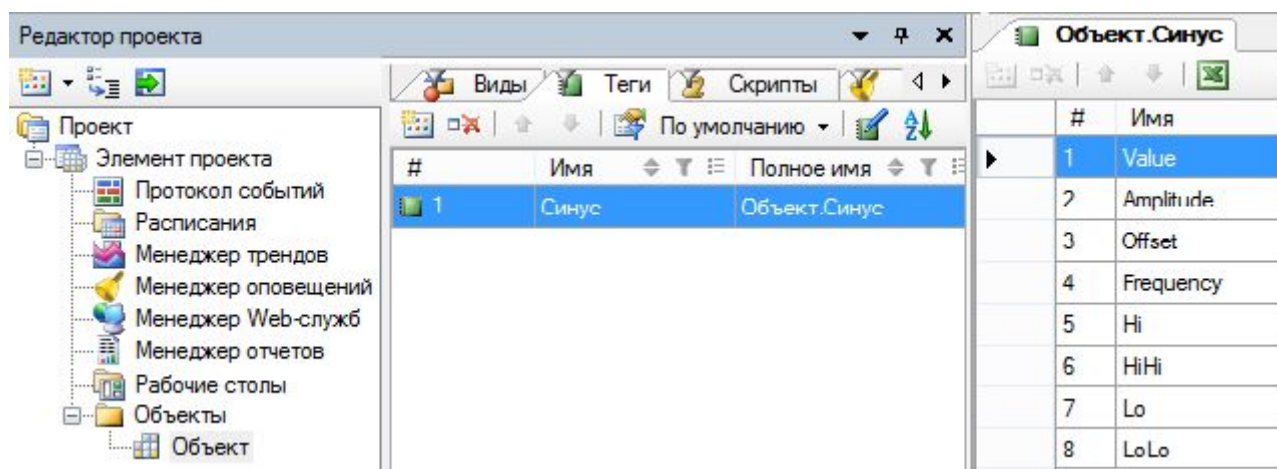 Редактор проекта
Проект
Элемент проекта
Протокол событий
Расписания
Менеджер трендов
Менеджер оповещений
Менеджер Web-служб
Менеджер отчетов
Рабочие столы
Объекты
Объект
Виды Теги Скрипты
По умолчанию
# Имя Полное имя
1 Синус Объект.Синус
Объект.Синус
# Имя
1 Value
2 Amplitude
3 Offset
4 Frequency
5 Hi
6 HiHi
7 Lo
8 LoLo